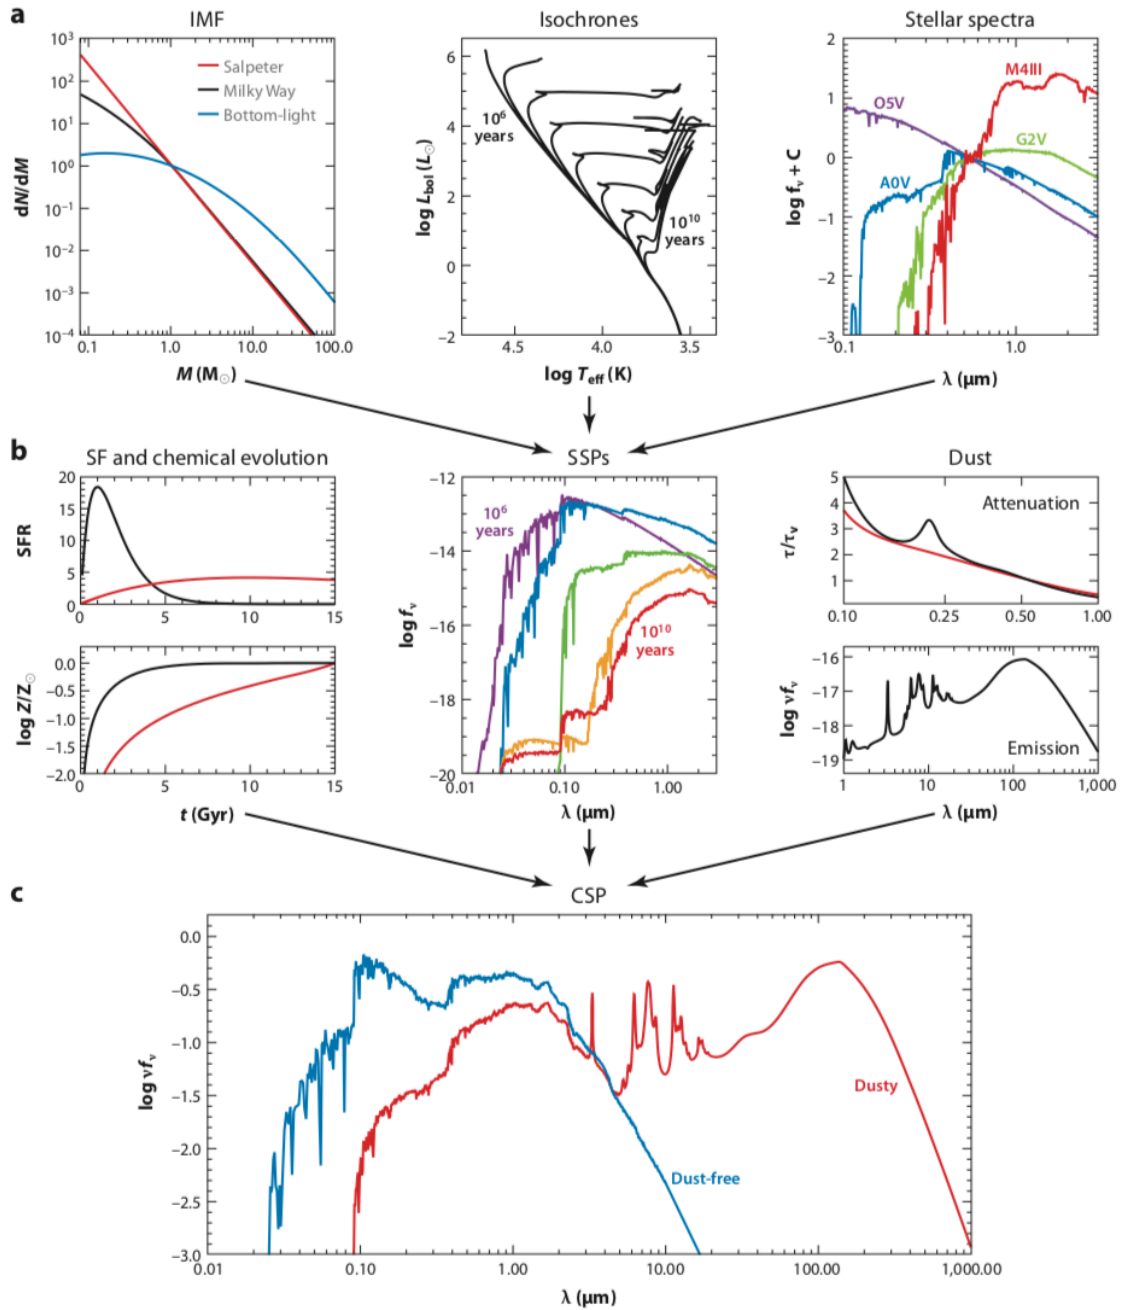 a
IMF
Isochrones
Stellar spectra
10³
10²
10¹
10⁰
10⁻¹
10⁻²
10⁻³
10⁻⁴
dN/dM
Salpeter
Milky Way
Bottom-light
0.1
1.0
10.0
100.0
M (M☉)
6
4
2
0
−2
log L_bol (L☉)
10⁶
years
10¹⁰
years
4.5
4.0
3.5
log T_eff (K)
2
1
0
−1
−2
−3
log f_ν + C
M4III
O5V
G2V
A0V
0.1
1.0
λ (μm)
b
SF and chemical evolution
SSPs
Dust
20
15
10
5
0
SFR
0
5
10
15
0.0
−0.5
−1.0
−1.5
−2.0
log Z/Z☉
0
5
10
15
t (Gyr)
−12
−14
−16
−18
−20
log f_ν
10⁶
years
10¹⁰
years
0.01
0.10
1.00
λ (μm)
5
4
3
2
1
τ/τ_v
Attenuation
0.10
0.25
0.50
1.00
−16
−17
−18
−19
log νf_ν
Emission
1
10
100
1,000
λ (μm)
c
CSP
0.0
−0.5
−1.0
−1.5
−2.0
−2.5
−3.0
log νf_ν
Dusty
Dust-free
0.01
0.10
1.00
10.00
100.00
1,000.00
λ (μm)